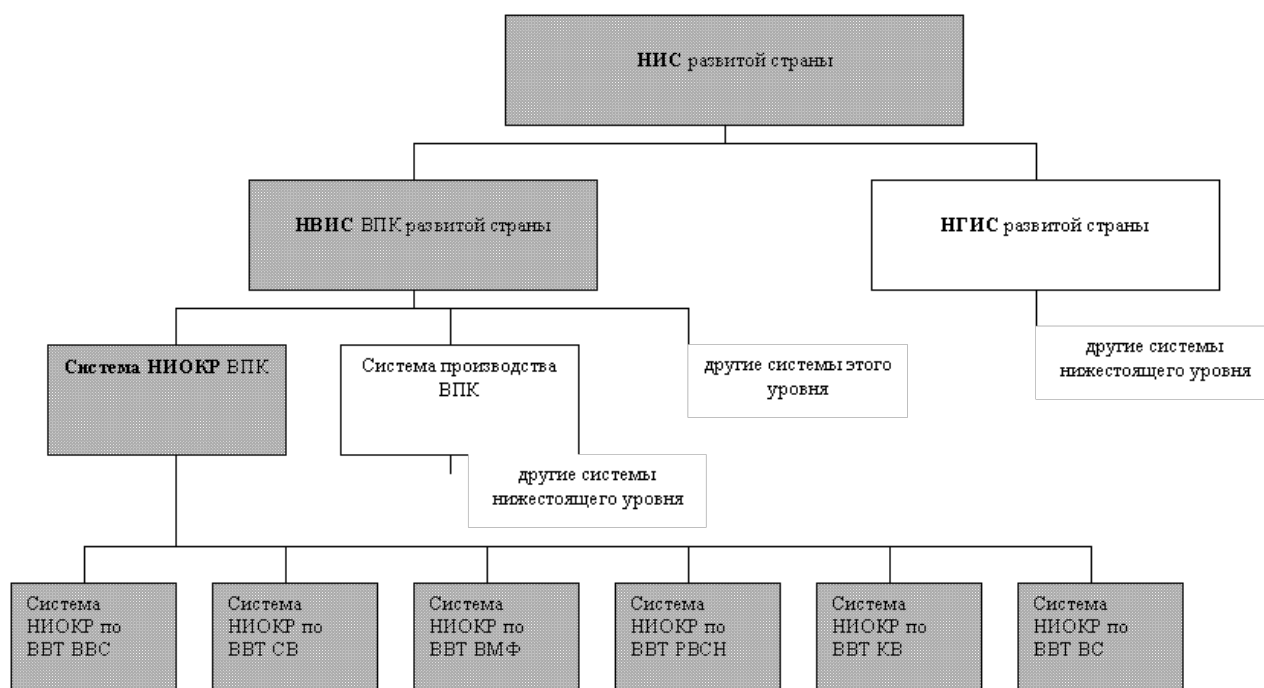 НИС развитой страны
НВИС ВПК развитой страны
НГИС развитой страны
Система НИОКР ВПК
Система производства
ВПК
другие системы этого
уровня
другие системы
нижестоящего уровня
другие системы
нижестоящего уровня
Система
НИОКР по
ВВТ ВВС
Система
НИОКР по
ВВТ СВ
Система
НИОКР по
ВВТ ВМФ
Система
НИОКР по
ВВТ РВСН
Система
НИОКР по
ВВТ КВ
Система
НИОКР по
ВВТ ВС